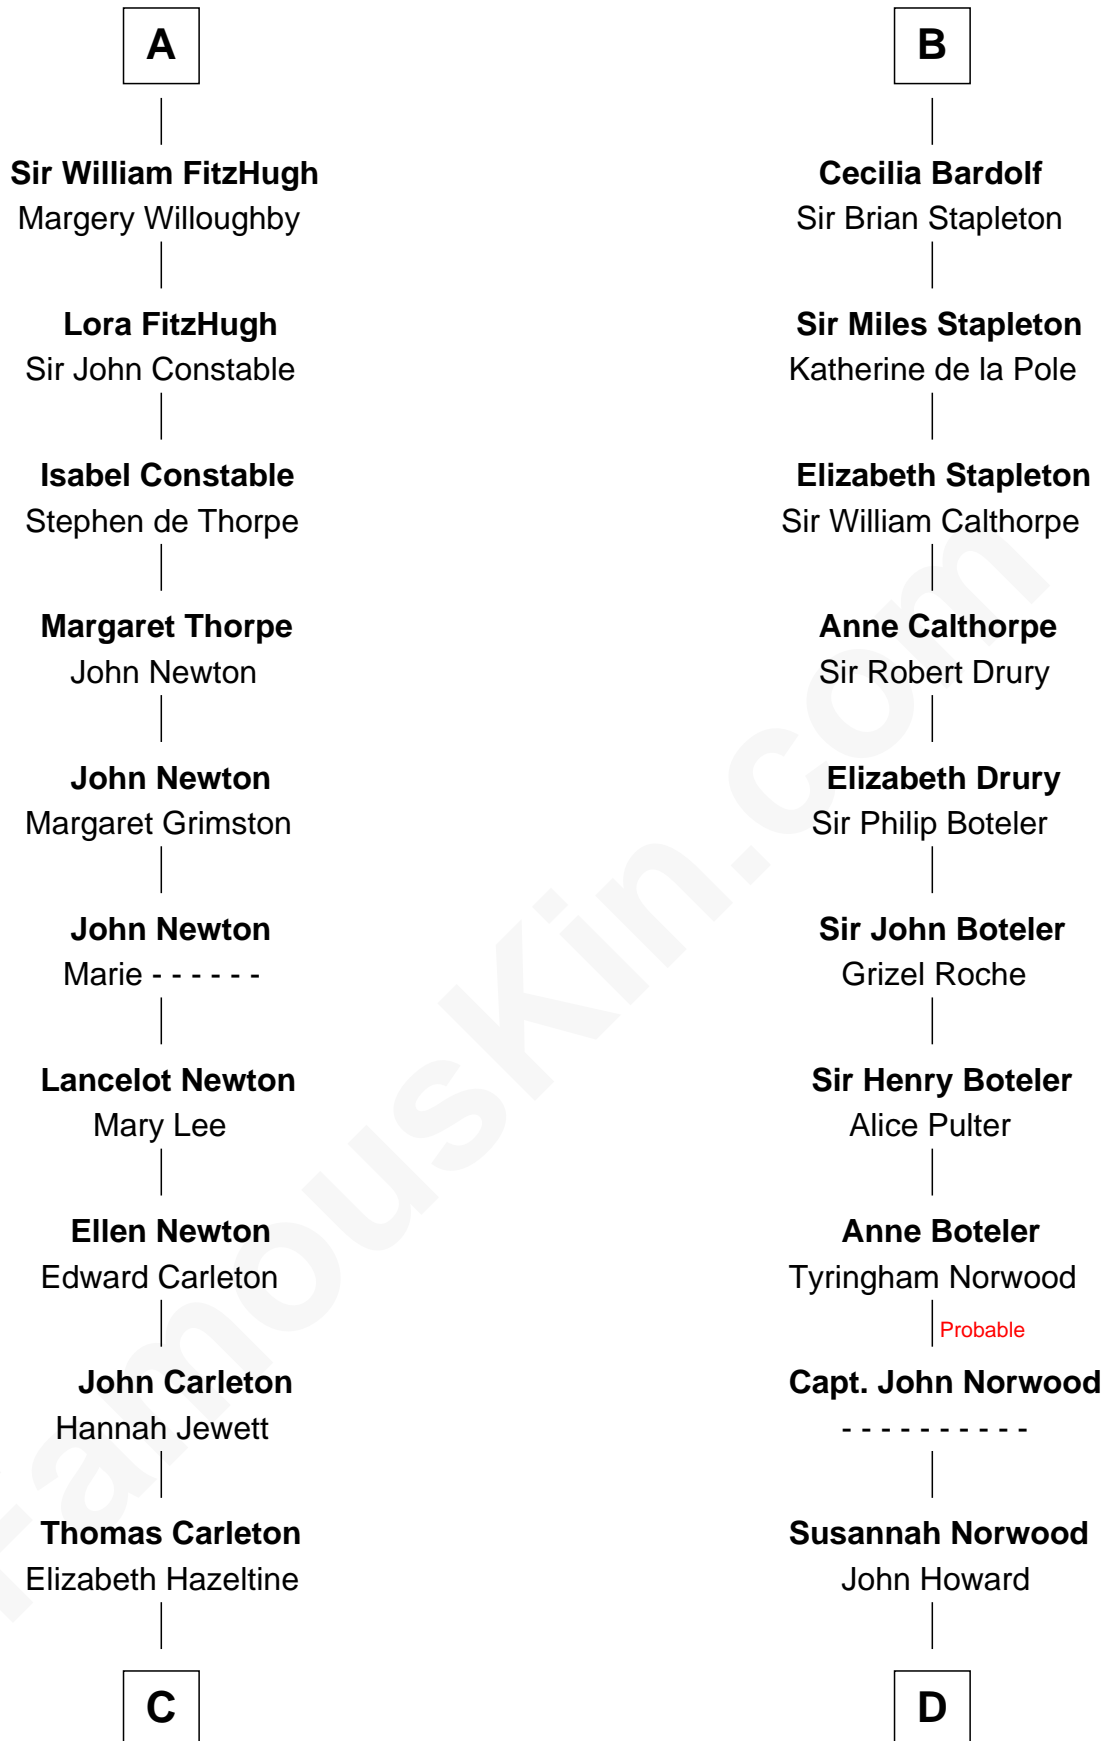 A
Sir William FitzHugh
Margery Willoughby
Lora FitzHugh
Sir John Constable
Isabel Constable
Stephen de Thorpe
Margaret Thorpe
John Newton
John Newton
Margaret Grimston
John Newton
Marie - - - - - -
Lancelot Newton
Mary Lee
Ellen Newton
Edward Carleton
John Carleton
Hannah Jewett
Thomas Carleton
Elizabeth Hazeltine
C
B
Cecilia Bardolf
Sir Brian Stapleton
Sir Miles Stapleton
Katherine de la Pole
Elizabeth Stapleton
Sir William Calthorpe
Anne Calthorpe
Sir Robert Drury
Elizabeth Drury
Sir Philip Boteler
Sir John Boteler
Grizel Roche
Sir Henry Boteler
Alice Pulter
Anne Boteler
Tyringham Norwood
Probable
Capt. John Norwood
- - - - - - - - - -
Susannah Norwood
John Howard
D
FamousKin.com